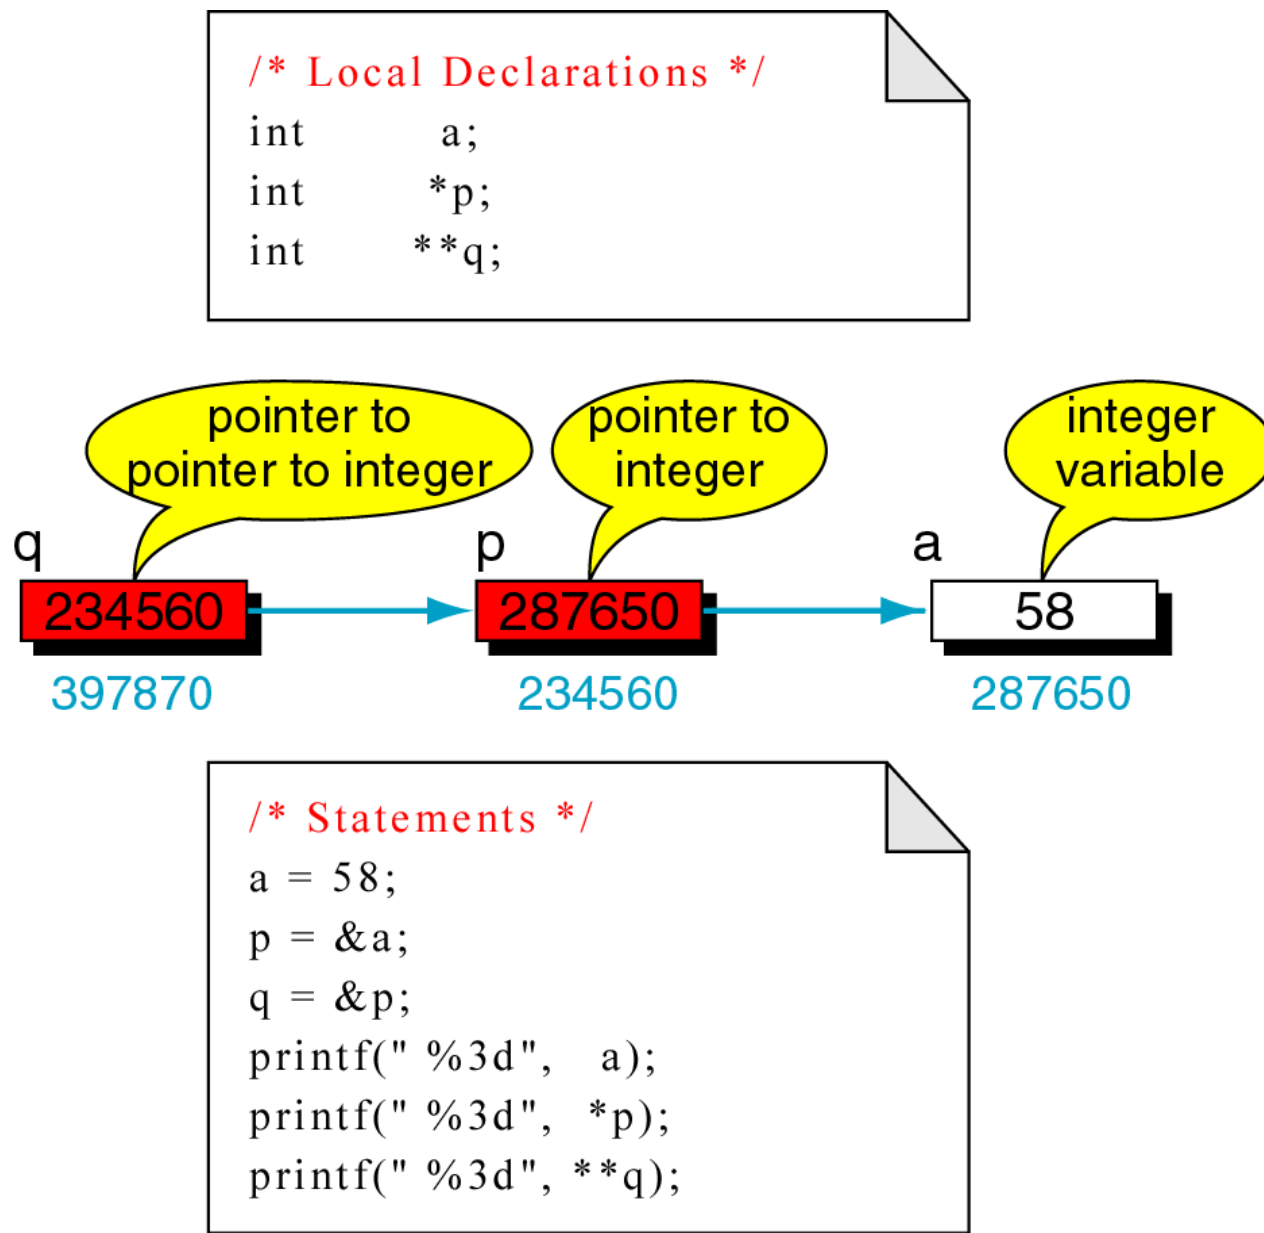 /* Local Declarations */
int a;
int *p;
int **q;
pointer to
pointer to integer
pointer to
integer
integer
variable
q
p
a
234560
287650
58
397870
234560
287650
/* Statements */
a = 58;
p = &a;
q = &p;
printf(" %3d", a);
printf(" %3d", *p);
printf(" %3d", **q);